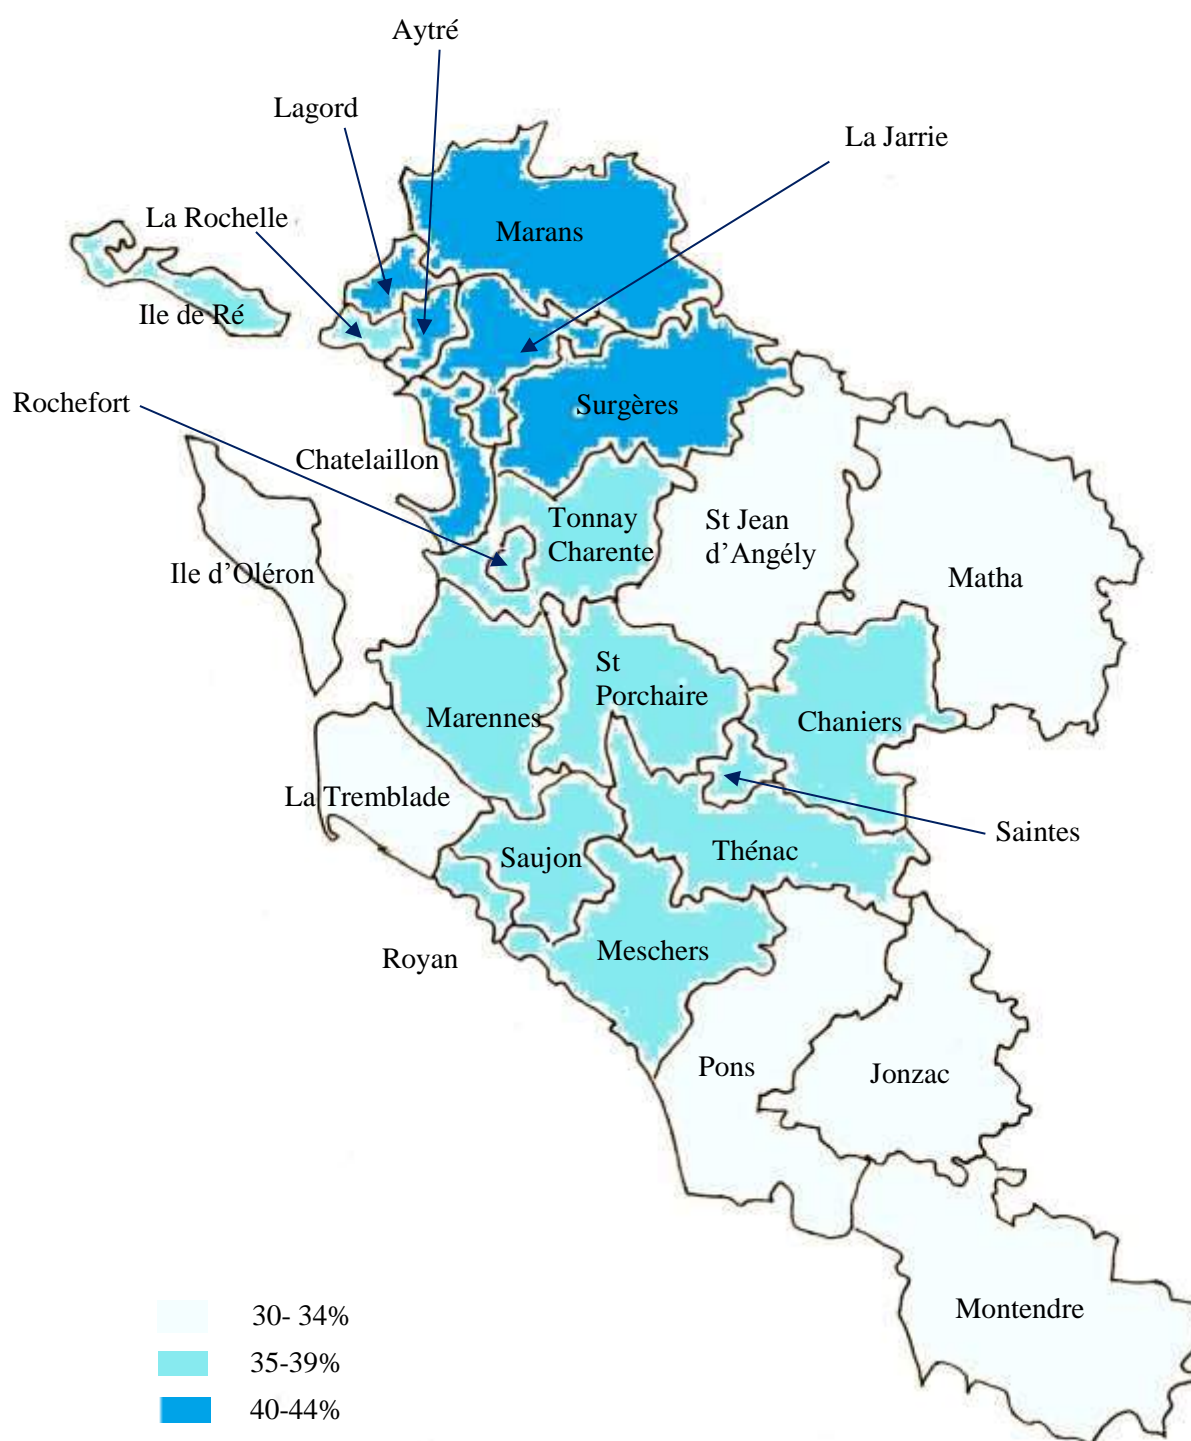 Aytré
Lagord
La Jarrie
La Rochelle
Marans
Ile de Ré
Rochefort
Surgères
Chatelaillon
Tonnay
Charente
St Jean
d’Angély
Ile d’Oléron
Matha
St
Porchaire
Marennes
Chaniers
La Tremblade
Saintes
Saujon
Thénac
Royan
Meschers
Pons
Jonzac
Montendre
30- 34%
35-39%
40-44%